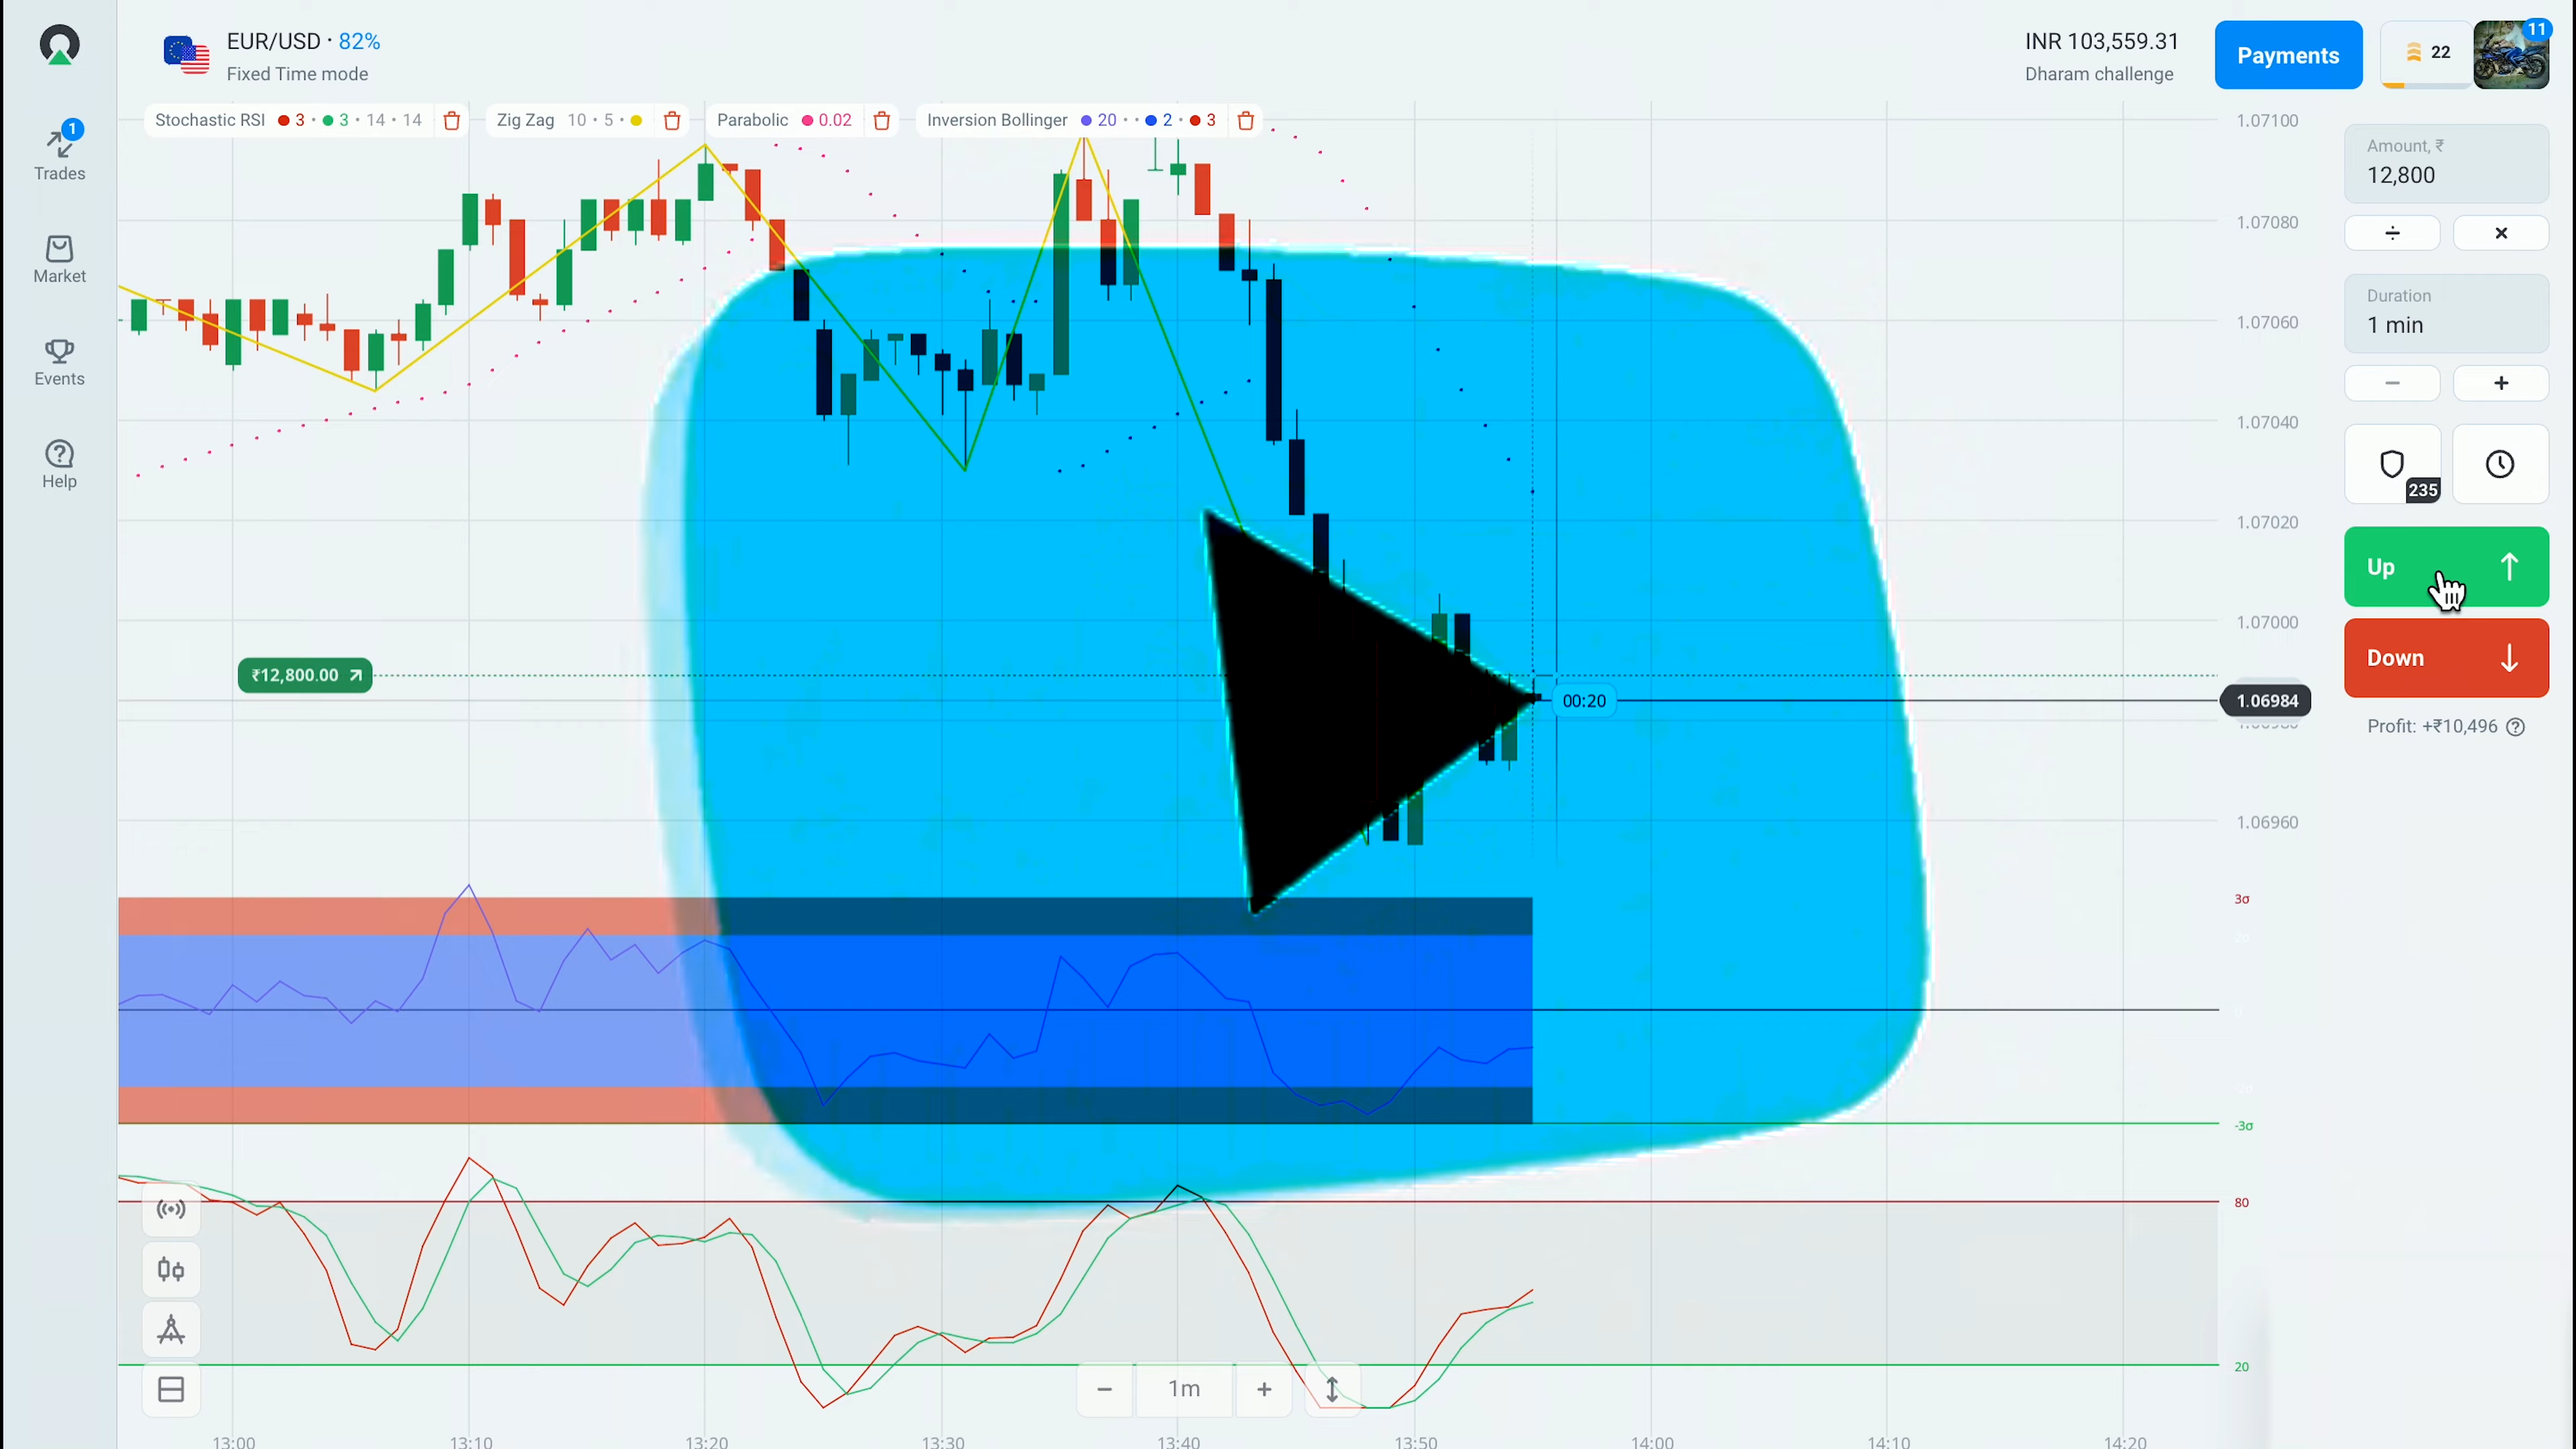 EUR/USD · 82%
Fixed Time mode
INR 103,559.31
Dharam challenge
Payments
22
11
Stochastic RSI 3 · 3 · 14 · 14
Zig Zag 10 · 5 ·
Parabolic 0.02
Inversion Bollinger 20 · · 2 · 3
1
Trades
Market
Events
Help
1.07100
1.07080
1.07060
1.07040
1.07020
1.07000
1.06984
1.06960
3σ
-3σ
80
20
Amount, ₹
12,800
÷ ×
Duration
1 min
− +
235
Up
Down
Profit: +₹10,496
₹12,800.00
00:20
− 1m +
13:00 13:10 13:20 13:30 13:40 13:50 14:00 14:10 14:20